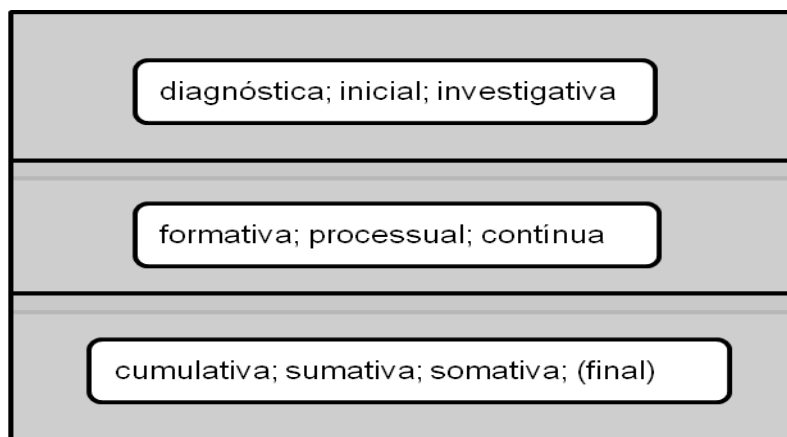 diagnóstica; inicial; investigativa
formativa; processual; contínua
cumulativa; sumativa; somativa; (final)